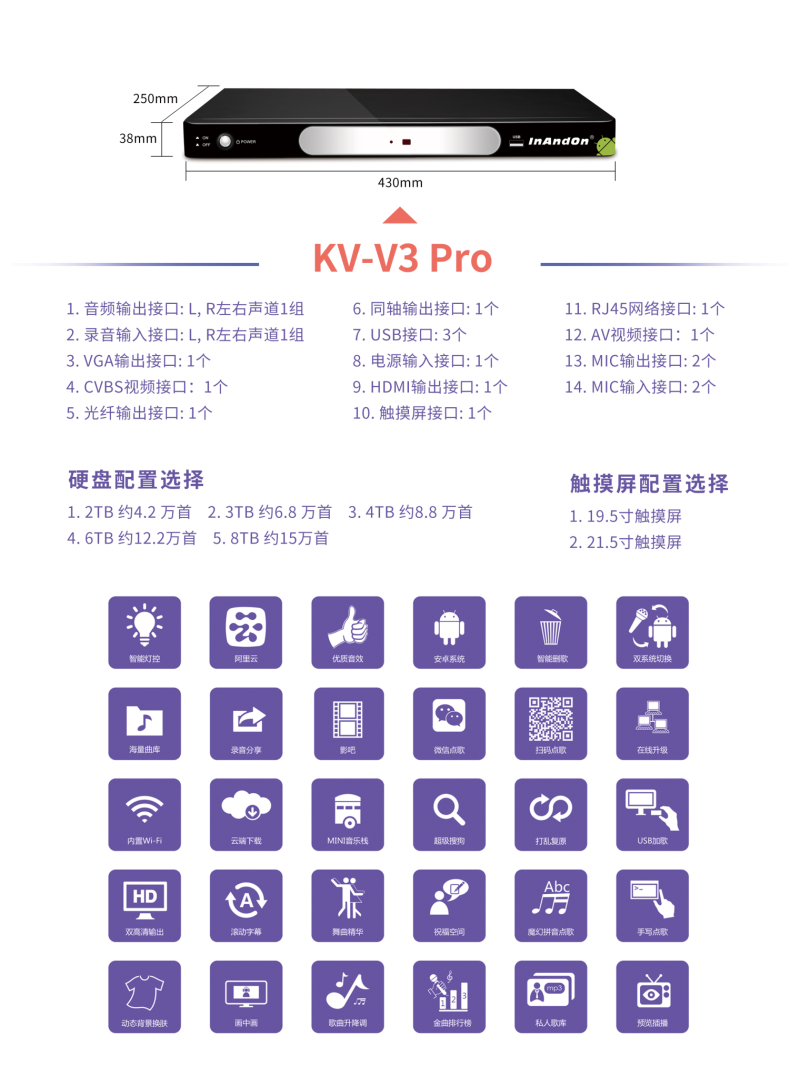 250mm
38mm
ON
OFF
POWER
USB
InAndOn®
430mm
KV-V3 Pro
1. 音频输出接口: L, R左右声道1组
2. 录音输入接口: L, R左右声道1组
3. VGA输出接口: 1个
4. CVBS视频接口：1个
5. 光纤输出接口: 1个
6. 同轴输出接口: 1个
7. USB接口: 3个
8. 电源输入接口: 1个
9. HDMI输出接口: 1个
10. 触摸屏接口: 1个
11. RJ45网络接口: 1个
12. AV视频接口：1个
13. MIC输出接口: 2个
14. MIC输入接口: 2个
硬盘配置选择
1. 2TB 约4.2 万首 2. 3TB 约6.8 万首 3. 4TB 约8.8 万首
4. 6TB 约12.2万首 5. 8TB 约15万首
触摸屏配置选择
1. 19.5寸触摸屏
2. 21.5寸触摸屏
智能灯控
阿里云
优质音效
安卓系统
智能删歌
双系统切换
海量曲库
录音分享
影吧
微信点歌
扫码点歌
在线升级
内置Wi-Fi
云端下载
MINI音乐栈
超级搜狗
打乱复原
USB加歌
HD
双高清输出
A
滚动字幕
舞曲精华
祝福空间
Abc
魔幻拼音点歌
手写点歌
动态背景换肤
画中画
歌曲升降调
1 2 3
金曲排行榜
mp3
私人歌库
预览插播